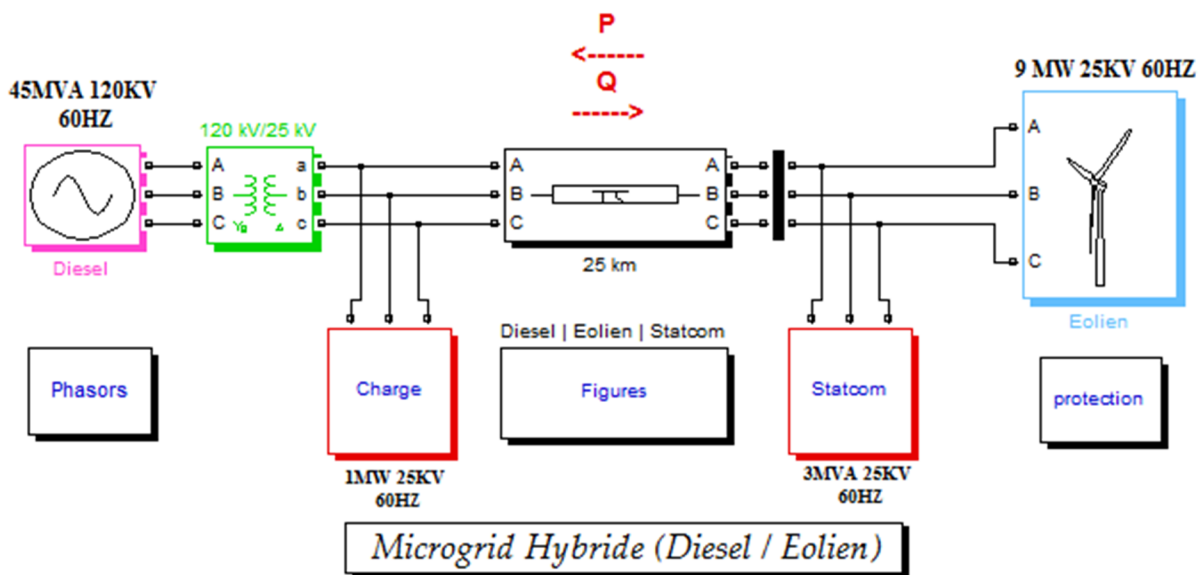 P
Q
45MVA 120KV
60HZ
9 MW 25KV 60HZ
120 kV/25 kV
A
B
C
a
b
c
Yg
Δ
A
B
C
A
B
C
A
B
C
Diesel
25 km
Eolien
Phasors
Charge
Diesel | Eolien | Statcom
Figures
Statcom
protection
1MW 25KV
60HZ
3MVA 25KV
60HZ
Microgrid Hybride (Diesel / Eolien)